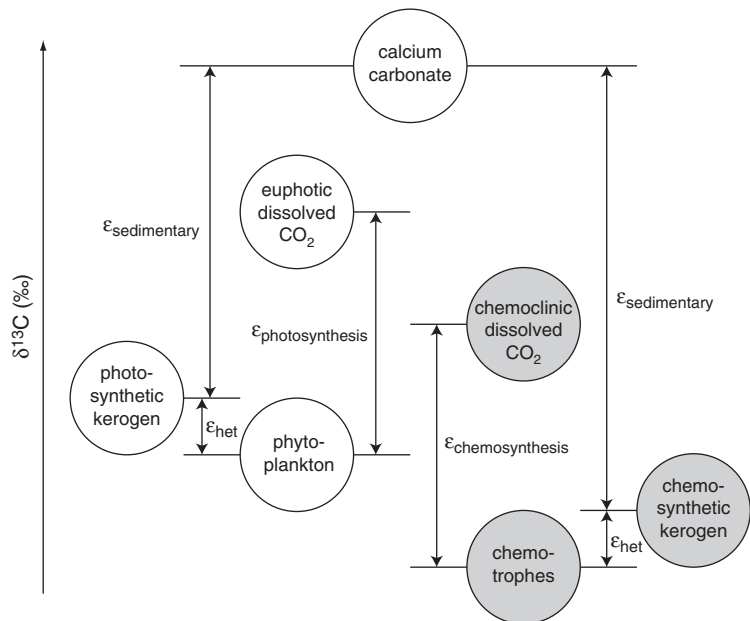 calcium
carbonate
euphotic
dissolved
CO₂
εsedimentary
chemoclinic
dissolved
CO₂
εsedimentary
εphotosynthesis
δ¹³C (‰)
photo-
synthetic
kerogen
εhet
phyto-
plankton
εchemosynthesis
chemo-
synthetic
kerogen
εhet
chemo-
trophes